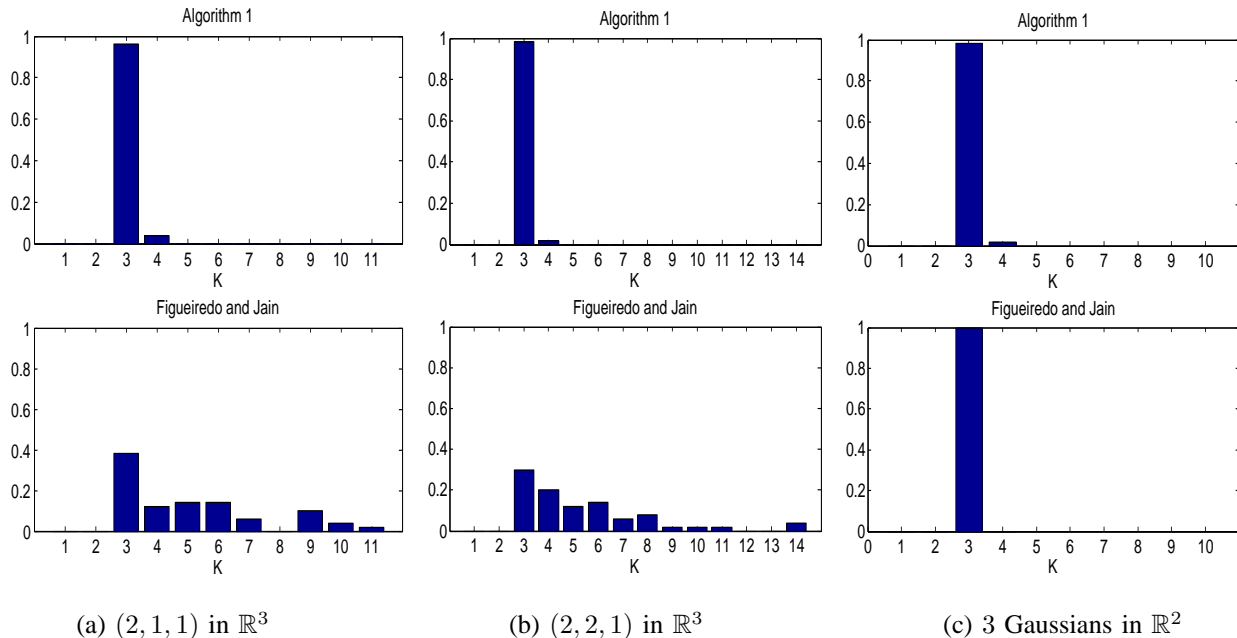 Algorithm 1
1
0.8
0.6
0.4
0.2
0
1 2 3 4 5 6 7 8 9 10 11
K
Algorithm 1
1
0.8
0.6
0.4
0.2
0
1 2 3 4 5 6 7 8 9 10 11 12 13 14
K
Algorithm 1
1
0.8
0.6
0.4
0.2
0
0 1 2 3 4 5 6 7 8 9 10
K
Figueiredo and Jain
1
0.8
0.6
0.4
0.2
0
1 2 3 4 5 6 7 8 9 10 11
K
Figueiredo and Jain
1
0.8
0.6
0.4
0.2
0
1 2 3 4 5 6 7 8 9 10 11 12 13 14
K
Figueiredo and Jain
1
0.8
0.6
0.4
0.2
0
0 1 2 3 4 5 6 7 8 9 10
K
(a) (2, 1, 1) in ℝ³
(b) (2, 2, 1) in ℝ³
(c) 3 Gaussians in ℝ²